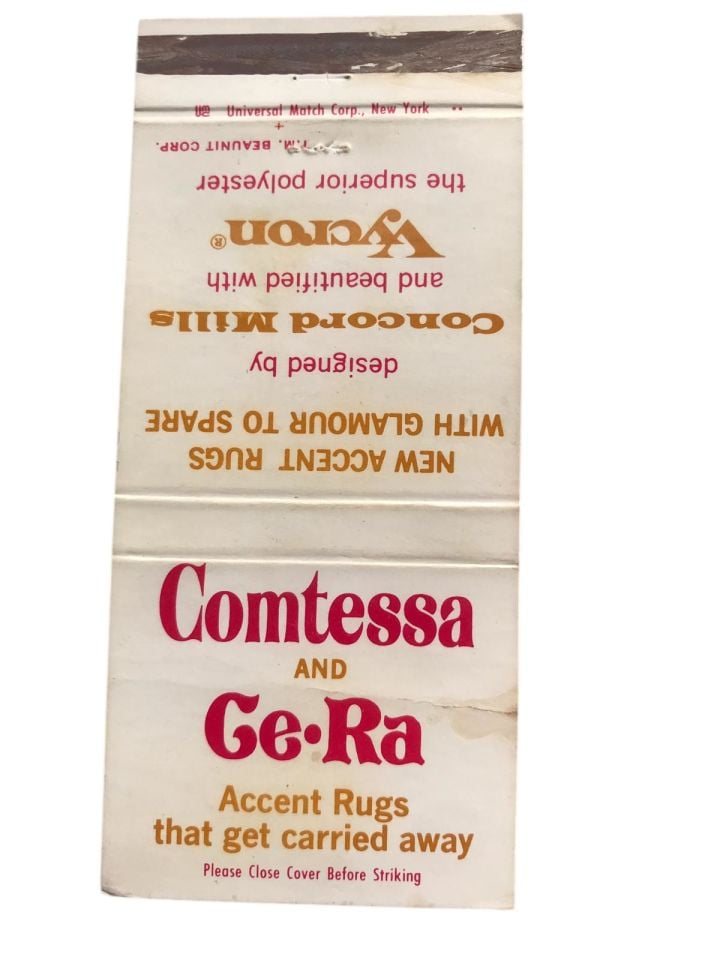 Universal Match Corp., New York
NEW ACCENT RUGS
WITH GLAMOUR TO SPARE
designed by
Concord Mills
and beautified with
Vycron®
the superior polyester
T.M. BEAUNIT CORP.
Comtessa
AND
Ge•Ra
Accent Rugs
that get carried away
Please Close Cover Before Striking